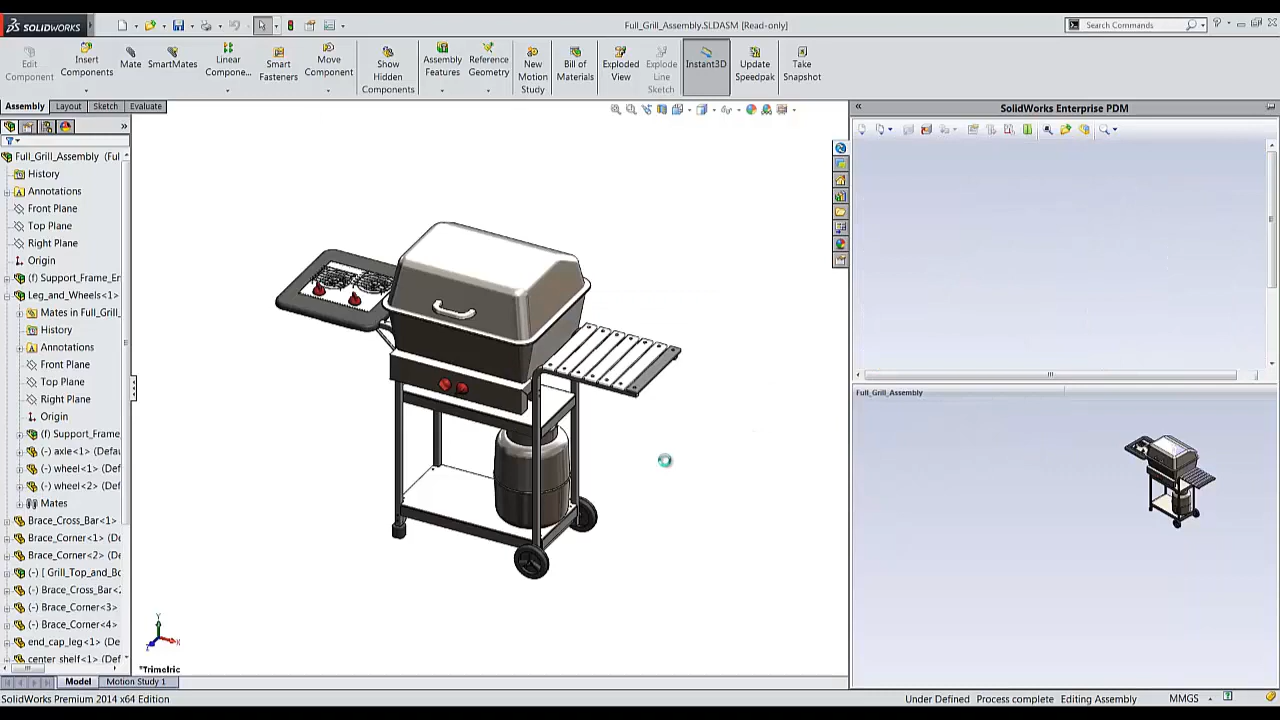 SOLIDWORKS
Full_Grill_Assembly.SLDASM [Read-only]
Search Commands
Edit Component
Insert Components
Mate
SmartMates
Linear Compone...
Smart Fasteners
Move Component
Show Hidden Components
Assembly Features
Reference Geometry
New Motion Study
Bill of Materials
Exploded View
Explode Line Sketch
Instant3D
Update Speedpak
Take Snapshot
Assembly Layout Sketch Evaluate
SolidWorks Enterprise PDM
Full_Grill_Assembly (Ful
History
Annotations
Front Plane
Top Plane
Right Plane
Origin
(f) Support_Frame_En
Leg_and_Wheels<1>
Mates in Full_Grill_
History
Annotations
Front Plane
Top Plane
Right Plane
Origin
(f) Support_Frame_
(-) axle<1> (Defau
(-) wheel<1> (Def
(-) wheel<2> (Def
Mates
Brace_Cross_Bar<1>
Brace_Corner<1> (De
Brace_Corner<2> (De
(-) [ Grill_Top_and_Bo
(-) Brace_Cross_Bar<2
(-) Brace_Corner<3>
(-) Brace_Corner<4>
end_cap_leg<1> (De
center shelf<1> (Def
Full_Grill_Assembly
Y
X
Z
*Trimetric
Model Motion Study 1
SolidWorks Premium 2014 x64 Edition
Under Defined Process complete Editing Assembly MMGS